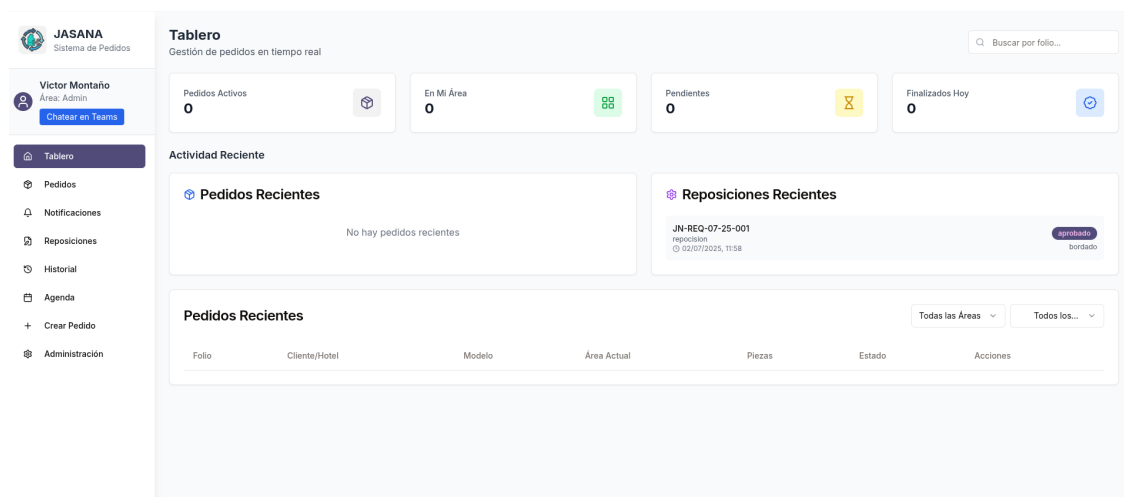 JASANA
Sistema de Pedidos
Victor Montaño
Área: Admin
Chatear en Teams
Tablero
Pedidos
Notificaciones
Reposiciones
Historial
Agenda
Crear Pedido
Administración
Tablero
Gestión de pedidos en tiempo real
Buscar por folio...
Pedidos Activos
0
En Mi Área
0
Pendientes
0
Finalizados Hoy
0
Actividad Reciente
Pedidos Recientes
No hay pedidos recientes
Reposiciones Recientes
JN-REQ-07-25-001
aprobado
repocision
bordado
02/07/2025, 11:58
Pedidos Recientes
Todas las Áreas
Todos los...
Folio Cliente/Hotel Modelo Área Actual Piezas Estado Acciones